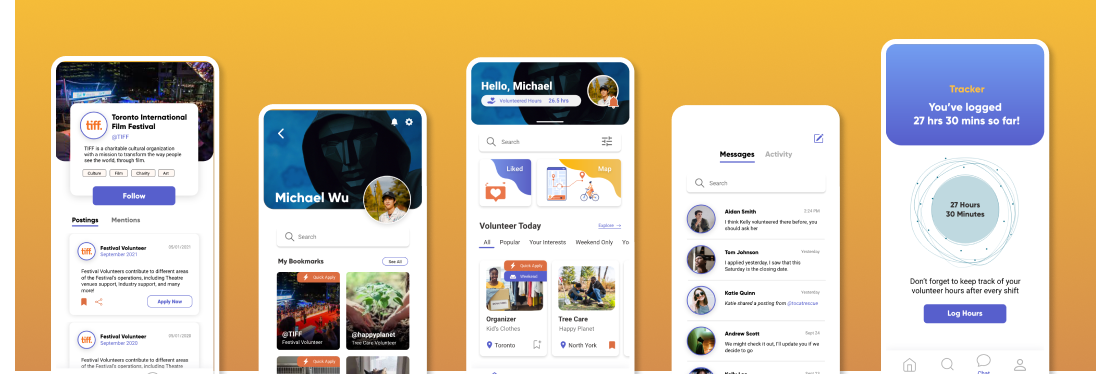 tiff.
Toronto International
Film Festival
@TIFF
TIFF is a charitable cultural organization
with a mission to transform the way people
see the world, through film.
Culture
Film
Charity
Art
Follow
Postings
Mentions
tiff.
Festival Volunteer
05/01/2021
September 2021
Festival Volunteers contribute to different areas
of the Festival's operations, including Theatre
venues support, Industry support, and many
more!
Apply Now
tiff.
Festival Volunteer
05/01/2020
September 2020
Festival Volunteers contribute to different areas
of the Festival's operations, including Theatre
Michael Wu
Search
My Bookmarks
See All
Quick Apply
@TIFF
Festival Volunteer
@happyplanet
Tree Care Volunteer
Quick Apply
Hello, Michael
Volunteered Hours
26.5 hrs
Search
Liked
Map
Volunteer Today
Explore →
All
Popular
Your Interests
Weekend Only
Yo
Quick Apply
Weekend
Organizer
Kid's Clothes
Toronto
Tree Care
Happy Planet
North York
Messages
Activity
Search
Aidan Smith
2:24 PM
I think Kelly volunteered there before, you
should ask her
Tom Johnson
Yesterday
I applied yesterday, I saw that this
Saturday is the closing date.
Katie Quinn
Yesterday
Katie shared a posting from @tncatrescue
Andrew Scott
Sept 24
We might check it out, I'll update you if we
decide to go
Tracker
You've logged
27 hrs 30 mins so far!
27 Hours
30 Minutes
Don't forget to keep track of your
volunteer hours after every shift
Log Hours
Chat